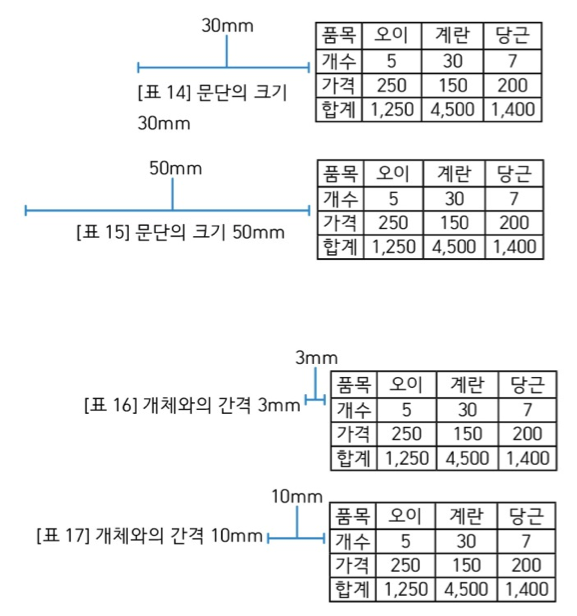 30mm
[표 14] 문단의 크기
30mm
품목 오이 계란 당근
개수 5 30 7
가격 250 150 200
합계 1,250 4,500 1,400
50mm
[표 15] 문단의 크기 50mm
품목 오이 계란 당근
개수 5 30 7
가격 250 150 200
합계 1,250 4,500 1,400
3mm
[표 16] 개체와의 간격 3mm
품목 오이 계란 당근
개수 5 30 7
가격 250 150 200
합계 1,250 4,500 1,400
10mm
[표 17] 개체와의 간격 10mm
품목 오이 계란 당근
개수 5 30 7
가격 250 150 200
합계 1,250 4,500 1,400